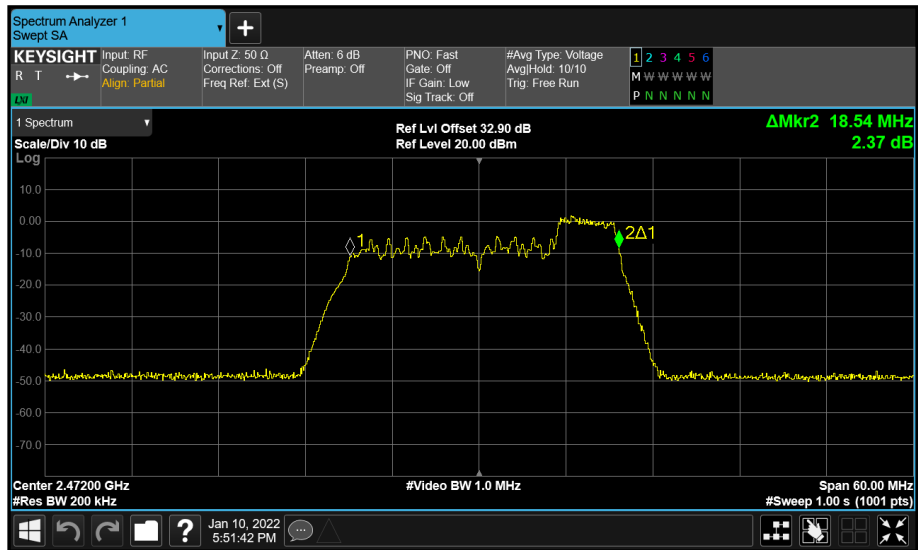 Spectrum Analyzer 1
Swept SA
+
KEYSIGHT
R T
LXI
Input: RF
Coupling: AC
Align: Partial
Input Z: 50 Ω
Corrections: Off
Freq Ref: Ext (S)
Atten: 6 dB
Preamp: Off
PNO: Fast
Gate: Off
IF Gain: Low
Sig Track: Off
#Avg Type: Voltage
Avg|Hold: 10/10
Trig: Free Run
1 2 3 4 5 6
M W W W W W
P N N N N N
1 Spectrum
Scale/Div 10 dB
Ref Lvl Offset 32.90 dB
Ref Level 20.00 dBm
ΔMkr2 18.54 MHz
2.37 dB
Log
10.0
0.00
-10.0
-20.0
-30.0
-40.0
-50.0
-60.0
-70.0
1
2Δ1
Center 2.47200 GHz
#Res BW 200 kHz
#Video BW 1.0 MHz
Span 60.00 MHz
#Sweep 1.00 s (1001 pts)
?
Jan 10, 2022
5:51:42 PM